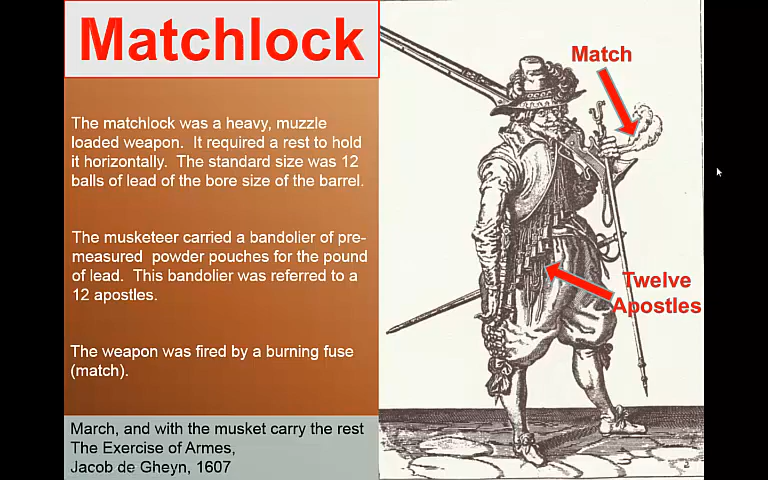 Matchlock
The matchlock was a heavy, muzzle
loaded weapon. It required a rest to hold
it horizontally. The standard size was 12
balls of lead of the bore size of the barrel.
The musketeer carried a bandolier of pre-
measured powder pouches for the pound
of lead. This bandolier was referred to a
12 apostles.
The weapon was fired by a burning fuse
(match).
March, and with the musket carry the rest
The Exercise of Armes,
Jacob de Gheyn, 1607
Match
Twelve
Apostles
2